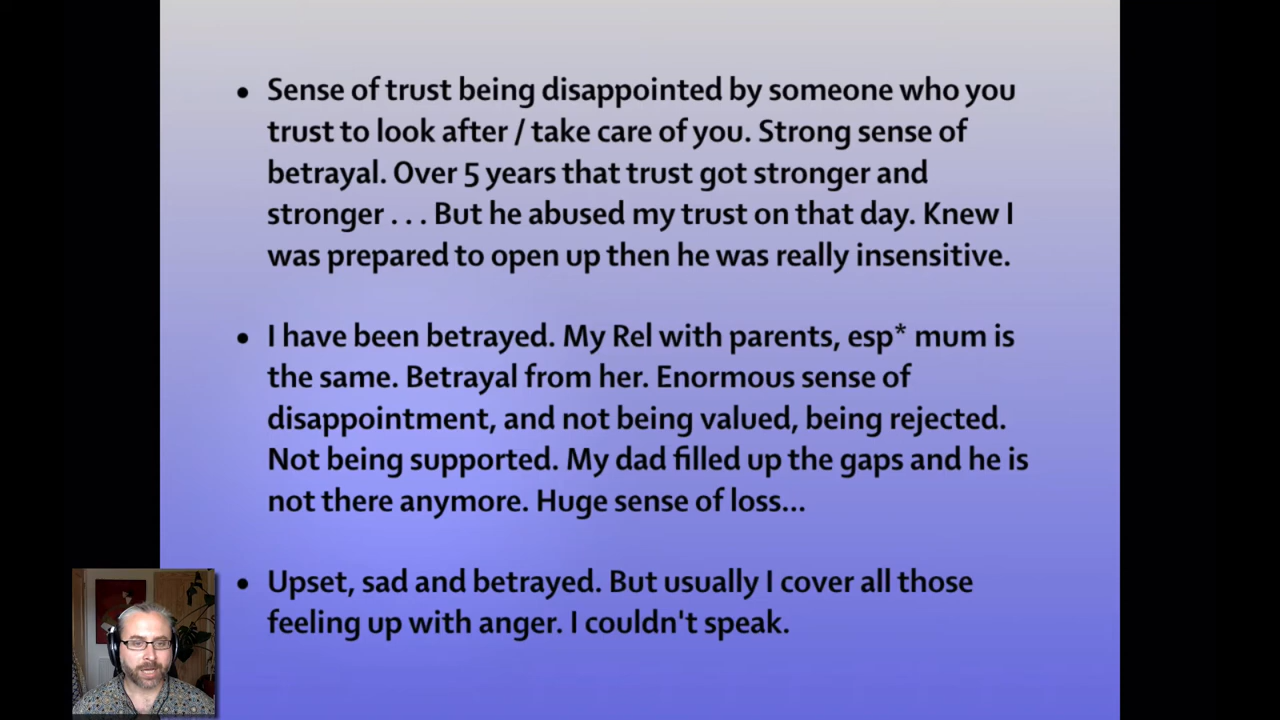 • Sense of trust being disappointed by someone who you
trust to look after / take care of you. Strong sense of
betrayal. Over 5 years that trust got stronger and
stronger . . . But he abused my trust on that day. Knew I
was prepared to open up then he was really insensitive.
• I have been betrayed. My Rel with parents, esp* mum is
the same. Betrayal from her. Enormous sense of
disappointment, and not being valued, being rejected.
Not being supported. My dad filled up the gaps and he is
not there anymore. Huge sense of loss...
• Upset, sad and betrayed. But usually I cover all those
feeling up with anger. I couldn't speak.